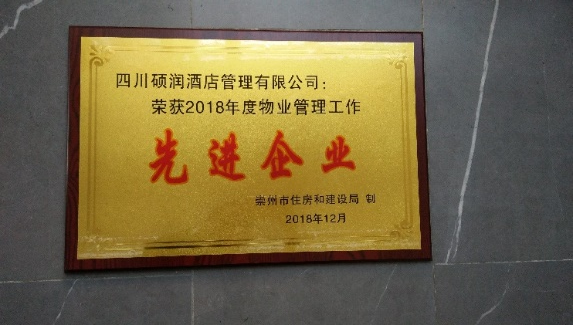 四川硕润酒店管理有限公司：
荣获2018年度物业管理工作
先进企业
崇州市住房和建设局 制
2018年12月